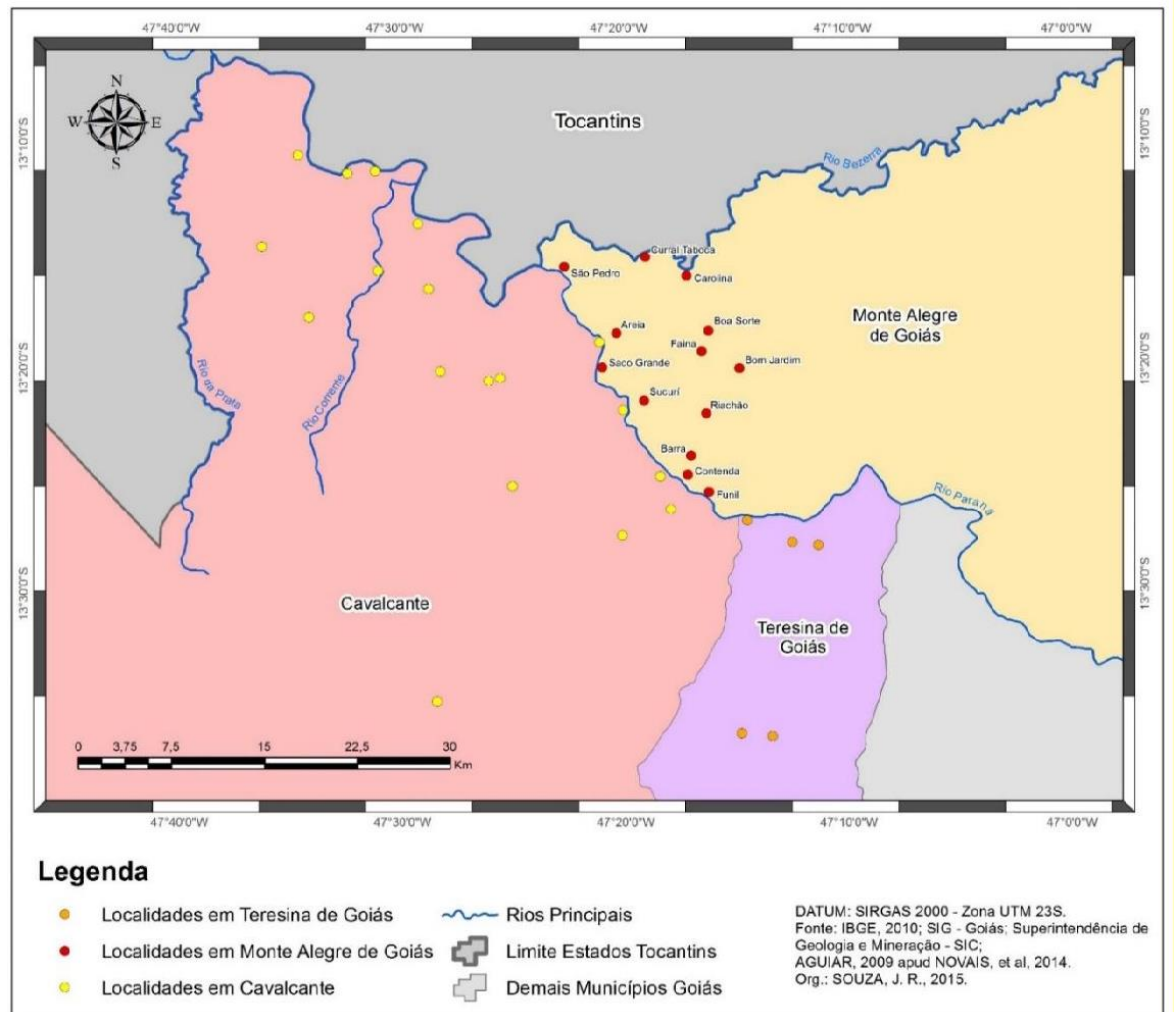 47°40'0"W 47°30'0"W 47°20'0"W 47°10'0"W 47°0'0"W
N
W E
S
Tocantins
13°10'0"S 13°10'0"S
Rio Bezerra
Curral Taboca
São Pedro
Carolina
Monte Alegre
de Goiás
Areia
Boa Sorte
Faina
Bom Jardim
Saco Grande
13°20'0"S 13°20'0"S
Rio da Prata
Rio Corrente
Sucurí
Riachão
Barra
Contenda
Funil
Rio Paraná
13°30'0"S 13°30'0"S
Cavalcante
Teresina de
Goiás
0 3,75 7,5 15 22,5 30
Km
47°40'0"W 47°30'0"W 47°20'0"W 47°10'0"W 47°0'0"W
Legenda
Localidades em Teresina de Goiás
Localidades em Monte Alegre de Goiás
Localidades em Cavalcante
Rios Principais
Limite Estados Tocantins
Demais Municípios Goiás
DATUM: SIRGAS 2000 - Zona UTM 23S.
Fonte: IBGE, 2010; SIG - Goiás: Superintendência de
Geologia e Mineração - SIC;
AGUIAR, 2009 apud NOVAIS, et al, 2014.
Org.: SOUZA, J. R., 2015.